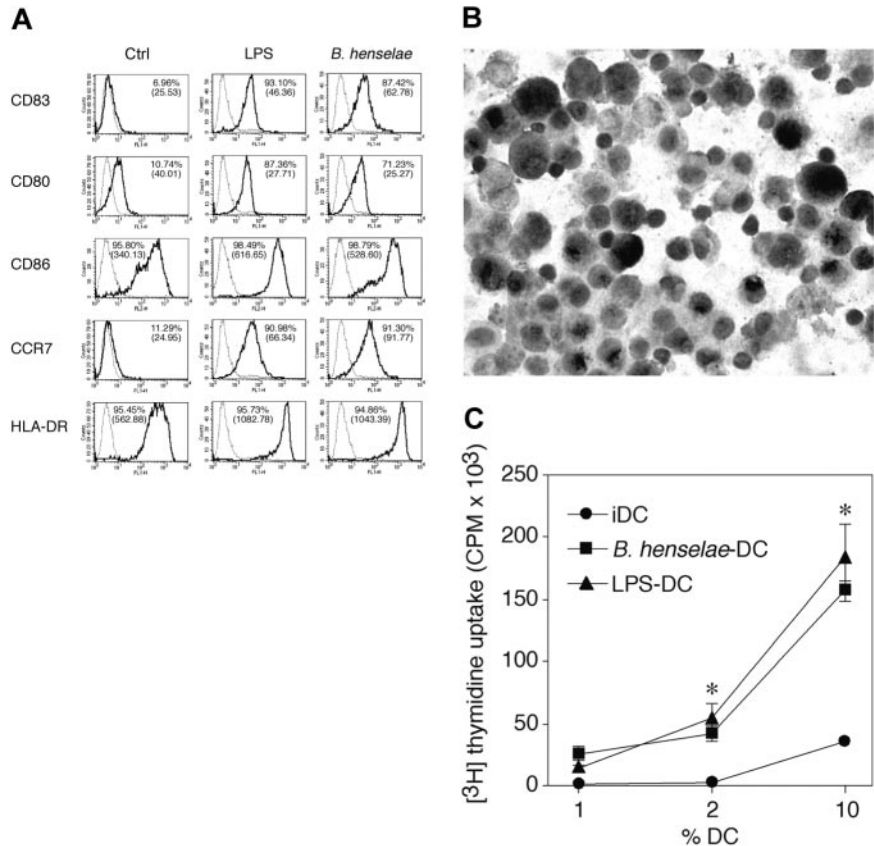 A
Ctrl LPS B. henselae
CD83
6.96%
(25.53)
93.10%
(46.36)
87.42%
(62.78)
CD80
10.74%
(40.01)
87.36%
(27.71)
71.23%
(25.27)
CD86
95.80%
(340.13)
98.49%
(616.65)
98.79%
(528.60)
CCR7
11.29%
(24.95)
90.98%
(66.34)
91.30%
(91.77)
HLA-DR
95.45%
(562.88)
95.73%
(1082.78)
94.86%
(1043.39)
B
C
[³H] thymidine uptake (CPM x 10³)
250
200
150
100
50
0
iDC
B. henselae-DC
LPS-DC
*
*
1 2 10
% DC